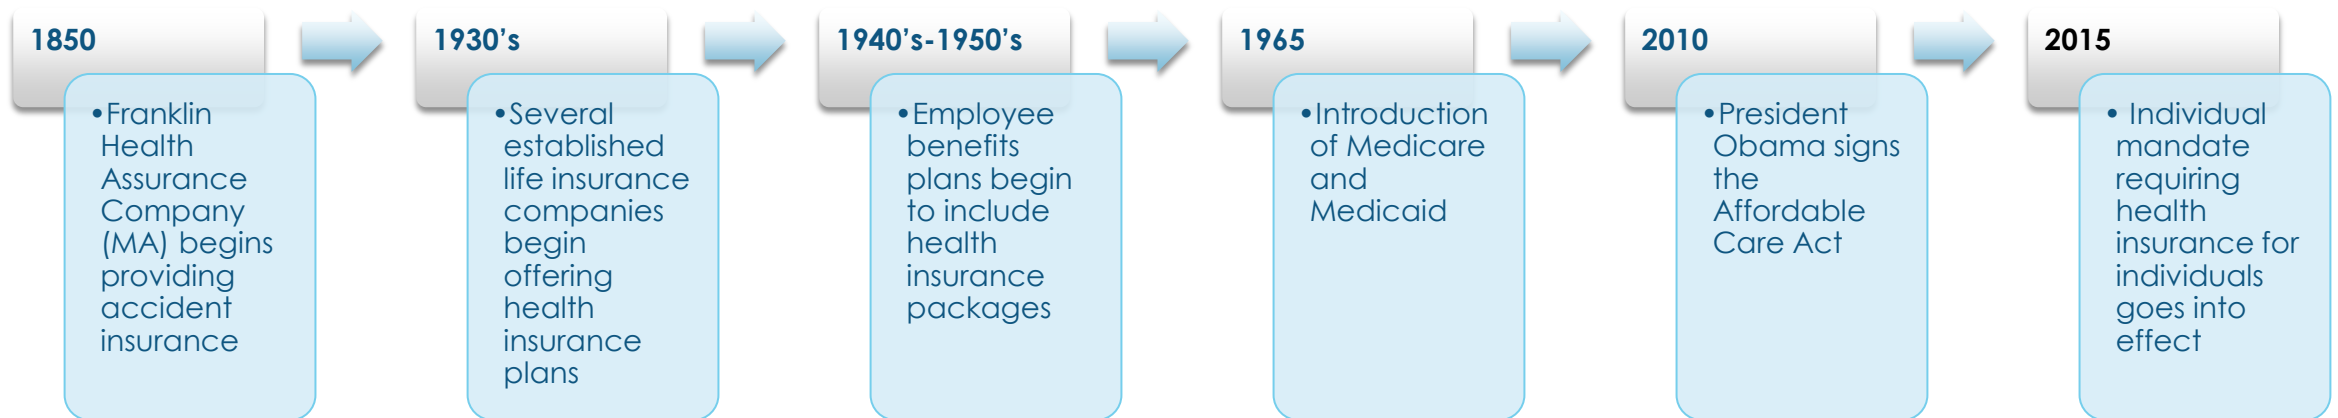 1850
•Franklin
Health
Assurance
Company
(MA) begins
providing
accident
insurance
1930’s
•Several
established
life insurance
companies
begin
offering
health
insurance
plans
1940’s-1950’s
•Employee
benefits
plans begin
to include
health
insurance
packages
1965
•Introduction
of Medicare
and
Medicaid
2010
•President
Obama signs
the
Affordable
Care Act
2015
• Individual
mandate
requiring
health
insurance for
individuals
goes into
effect